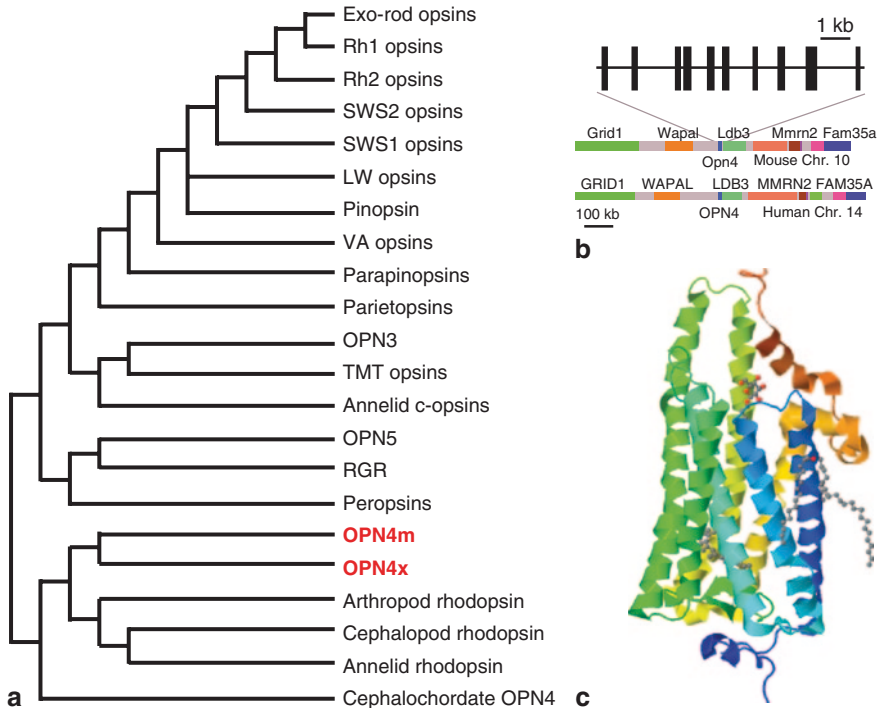 Exo-rod opsins
Rh1 opsins
Rh2 opsins
SWS2 opsins
SWS1 opsins
LW opsins
Pinopsin
VA opsins
Parapinopsins
Parietopsins
OPN3
TMT opsins
Annelid c-opsins
OPN5
RGR
Peropsins
OPN4m
OPN4x
Arthropod rhodopsin
Cephalopod rhodopsin
Annelid rhodopsin
Cephalochordate OPN4
a
1 kb
Grid1 Wapal Ldb3 Mmrn2 Fam35a
Opn4 Mouse Chr. 10
GRID1 WAPAL LDB3 MMRN2 FAM35A
100 kb OPN4 Human Chr. 14
b
c